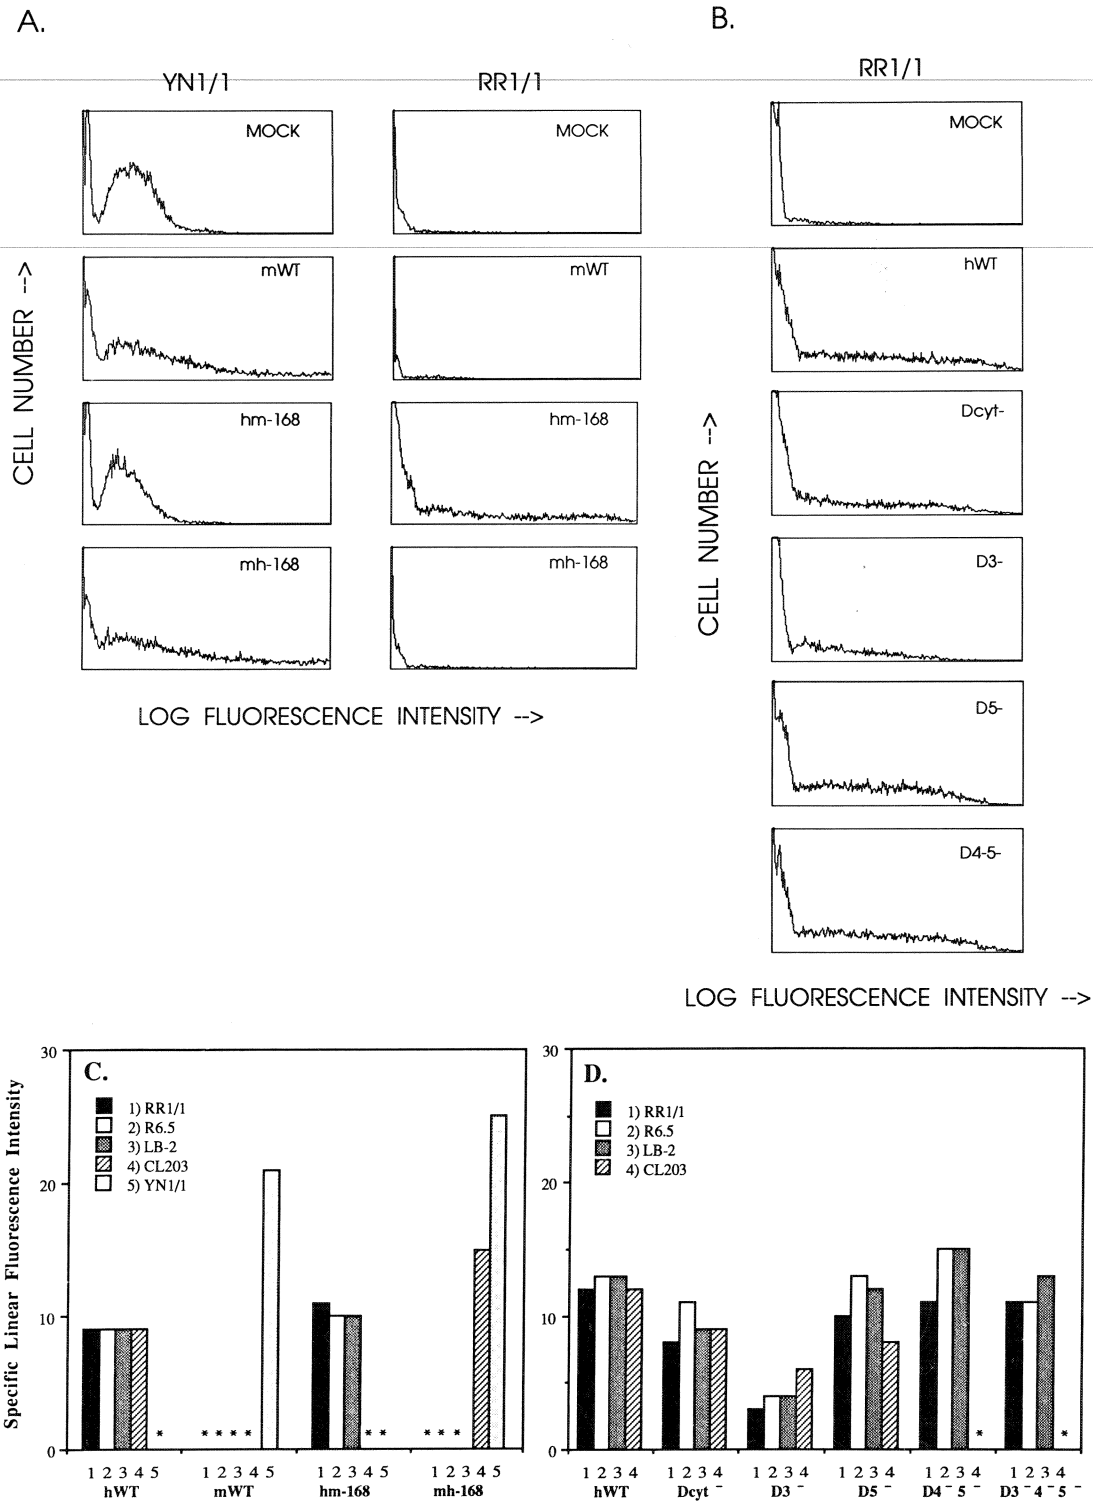 A.
YN1/1
RR1/1
MOCK
MOCK
mWT
mWT
hm-168
hm-168
mh-168
mh-168
CELL NUMBER -->
LOG FLUORESCENCE INTENSITY -->
B.
RR1/1
MOCK
hWT
Dcyt-
D3-
D5-
D4-5-
CELL NUMBER -->
LOG FLUORESCENCE INTENSITY -->
C.
Specific Linear Fluorescence Intensity
30
20
10
0
1) RR1/1
2) R6.5
3) LB-2
4) CL203
5) YN1/1
*
* * * *
* *
* * *
1 2 3 4 5
1 2 3 4 5
1 2 3 4 5
1 2 3 4 5
hWT
mWT
hm-168
mh-168
D.
30
20
10
0
1) RR1/1
2) R6.5
3) LB-2
4) CL203
*
*
1 2 3 4
1 2 3 4
1 2 3 4
1 2 3 4
1 2 3 4
1 2 3 4
hWT
Dcyt⁻
D3⁻
D5⁻
D4⁻5⁻
D3⁻4⁻5⁻